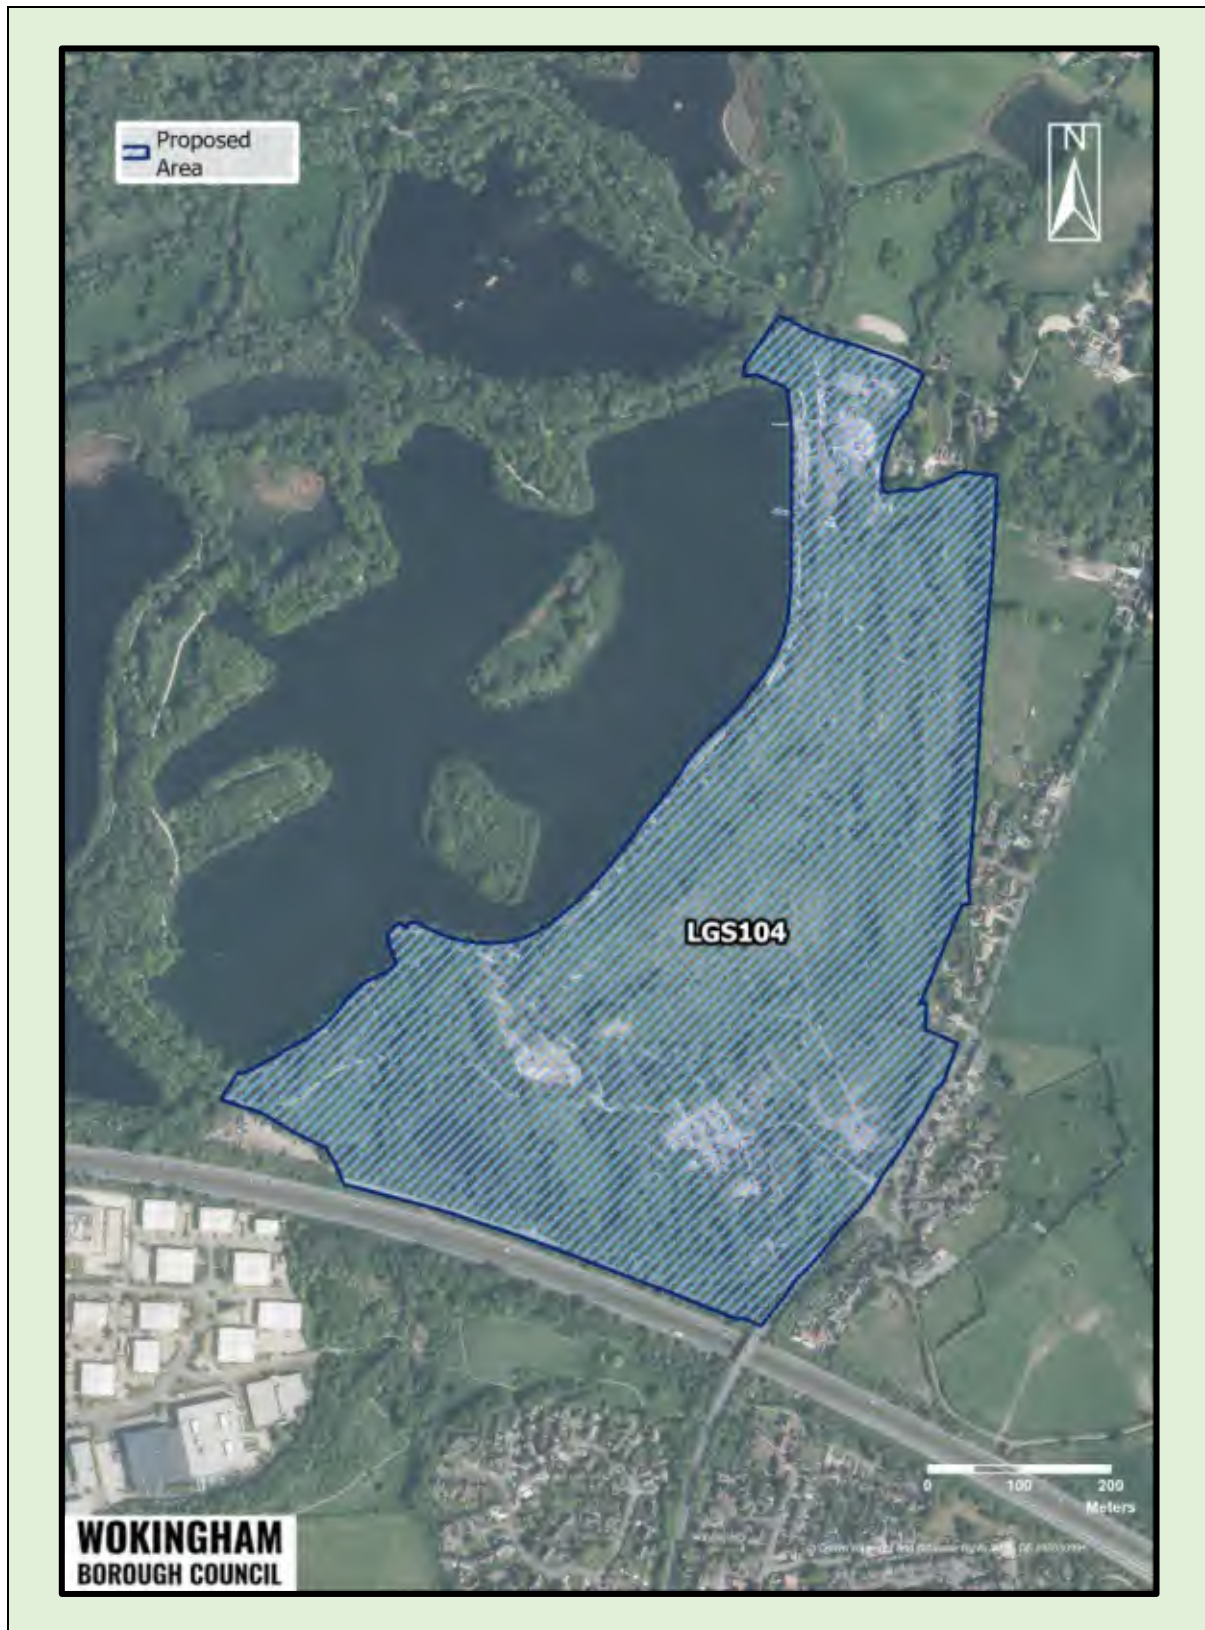 Proposed
Area
N
LGS104
0 100 200
Meters
WOKINGHAM
BOROUGH COUNCIL